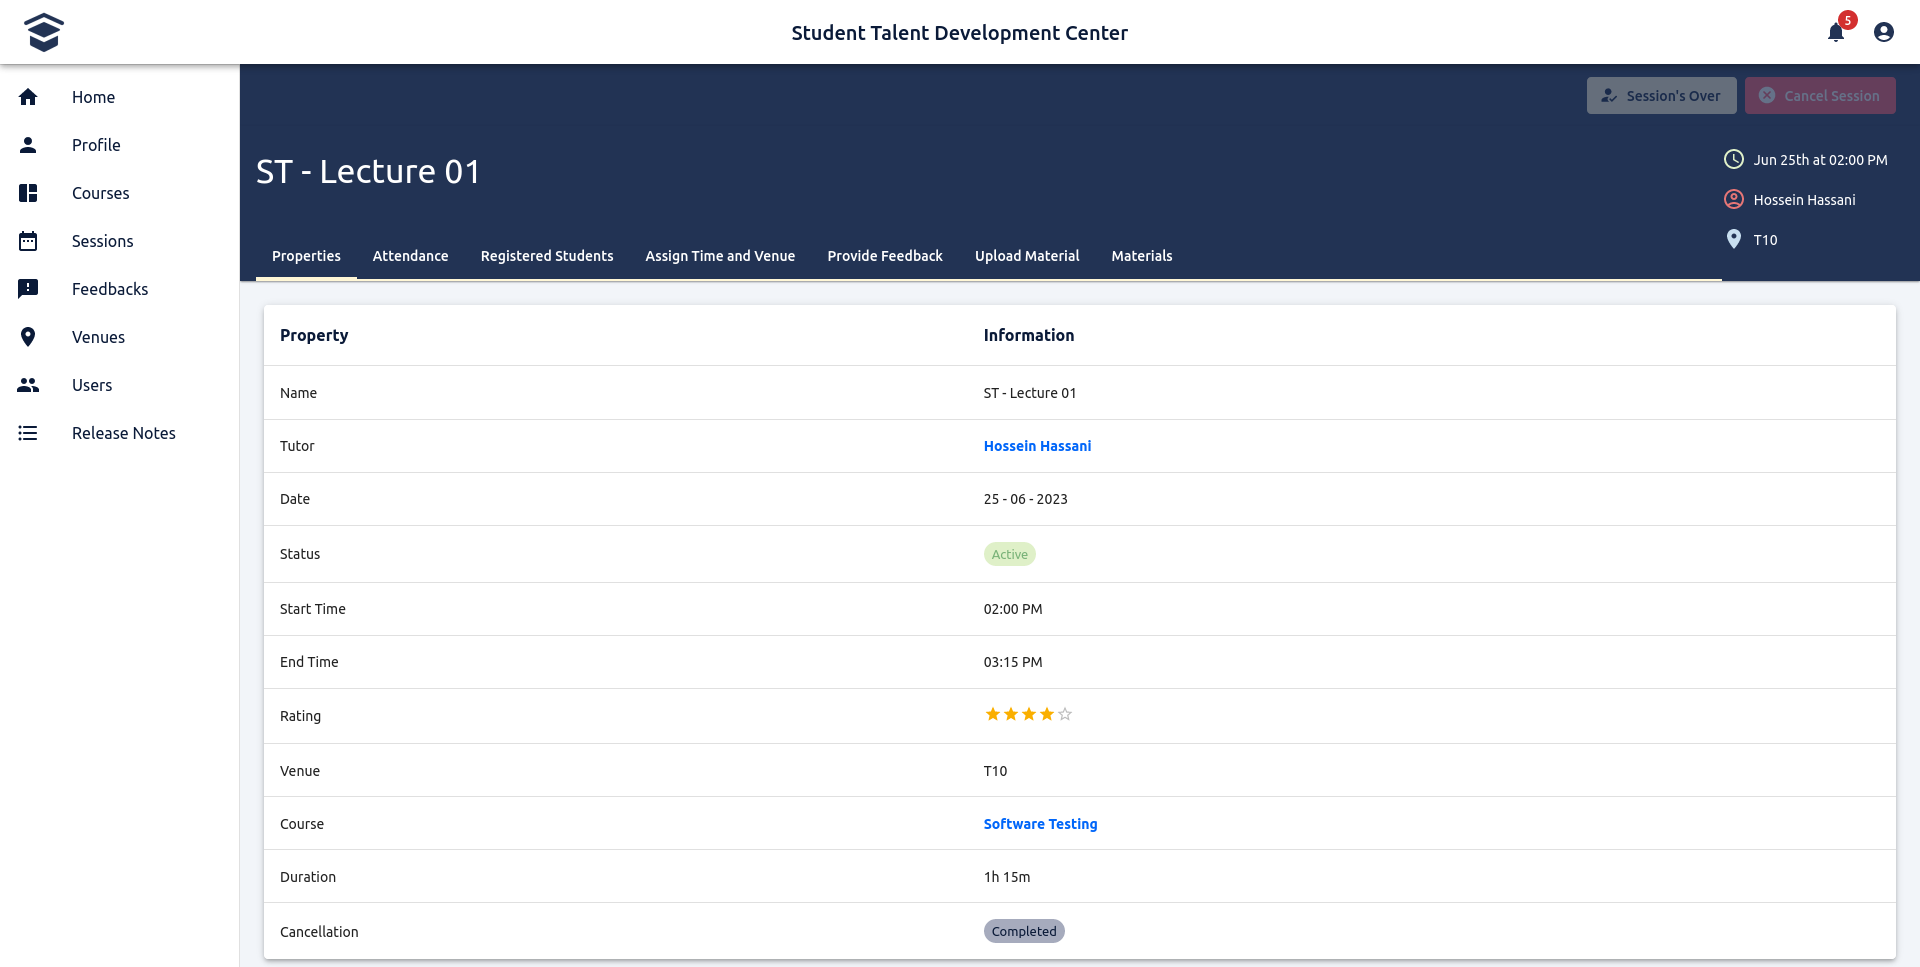 Student Talent Development Center
5
Home
Profile
Courses
Sessions
Feedbacks
Venues
Users
Release Notes
Session's Over
Cancel Session
ST - Lecture 01
Jun 25th at 02:00 PM
Hossein Hassani
T10
Properties Attendance Registered Students Assign Time and Venue Provide Feedback Upload Material Materials
Property Information
Name ST - Lecture 01
Tutor Hossein Hassani
Date 25 - 06 - 2023
Status Active
Start Time 02:00 PM
End Time 03:15 PM
Rating
Venue T10
Course Software Testing
Duration 1h 15m
Cancellation Completed